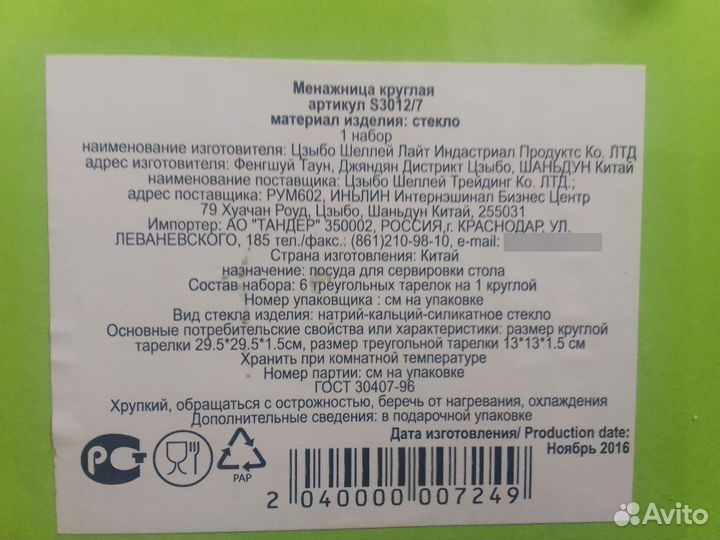 Менажница круглая
артикул S3012/7
материал изделия: стекло
1 набор
наименование изготовителя: Цзыбо Шеллей Лайт Индастриал Продуктс Ко. ЛТД
адрес изготовителя: Фенгшуй Таун, Джяндян Дистрикт Цзыбо, ШАНЬДУН Китай
наименование поставщика: Цзыбо Шеллей Трейдинг Ко. ЛТД.;
адрес поставщика: РУМ602, ИНЬЛИН Интернэшинал Бизнес Центр
79 Хуачан Роуд, Цзыбо, Шаньдун Китай, 255031
Импортер: АО "ТАНДЕР" 350002, РОССИЯ,г. КРАСНОДАР, УЛ.
ЛЕВАНЕВСКОГО, 185 тел./факс.: (861)210-98-10, e-mail:
Страна изготовления: Китай
назначение: посуда для сервировки стола
Состав набора: 6 треугольных тарелок на 1 круглой
Номер упаковщика : см на упаковке
Вид стекла изделия: натрий-кальций-силикатное стекло
Основные потребительские свойства или характеристики: размер круглой
тарелки 29.5*29.5*1.5см, размер треугольной тарелки 13*13*1.5 см
Хранить при комнатной температуре
Номер партии: см на упаковке
ГОСТ 30407-96
Хрупкий, обращаться с осторожностью, беречь от нагревания, охлаждения
Дополнительные сведения: в подарочной упаковке
Дата изготовления/ Production date:
Ноябрь 2016
РСТ
PAP
2 040000 007249
Avito